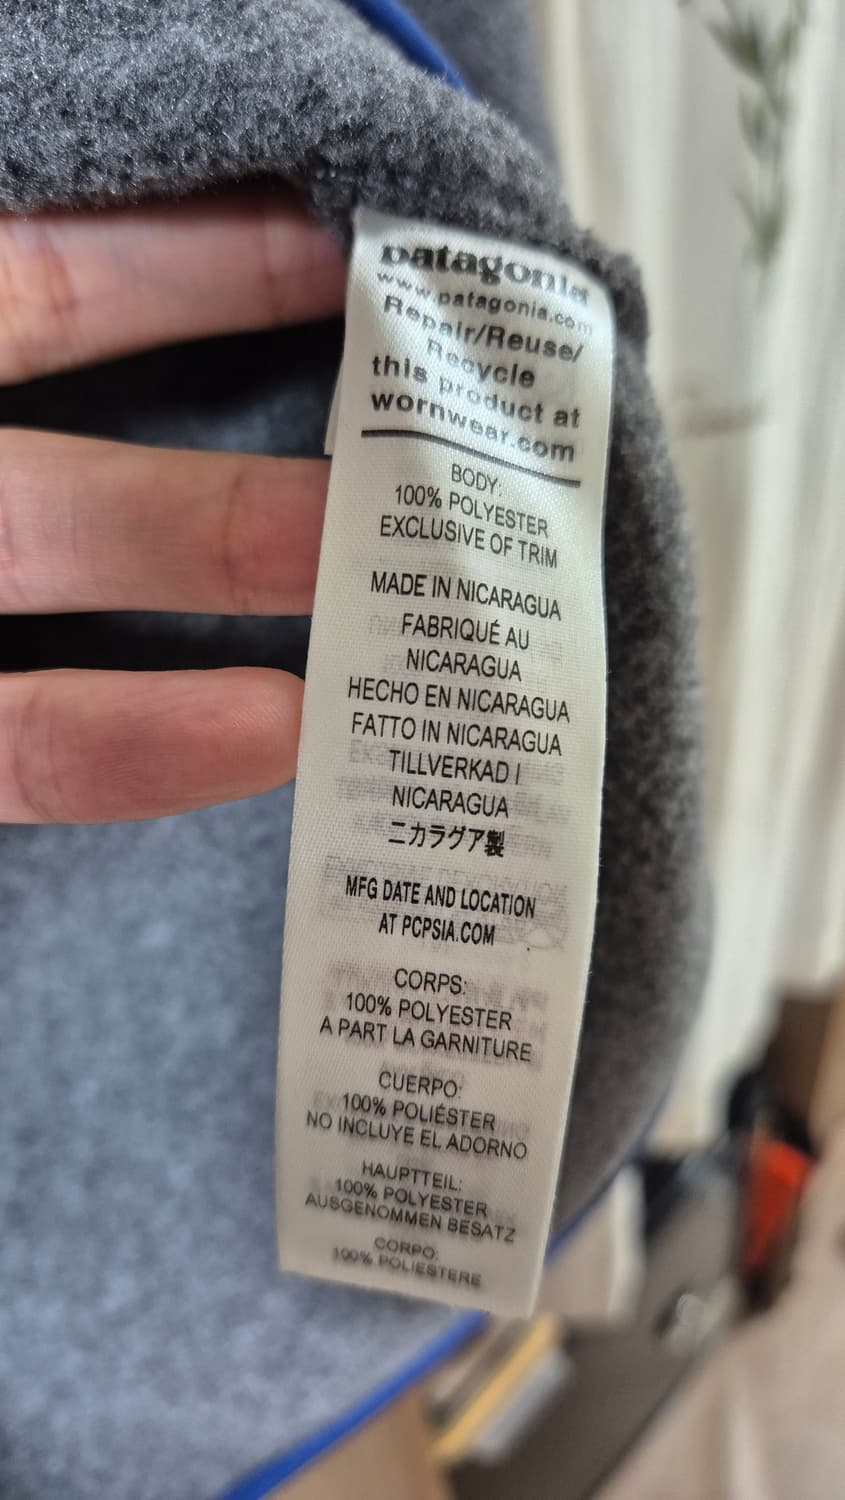 patagonia
www.patagonia.com
Repair/Reuse/
Recycle
this product at
wornwear.com
BODY:
100% POLYESTER
EXCLUSIVE OF TRIM
MADE IN NICARAGUA
FABRIQUÉ AU
NICARAGUA
HECHO EN NICARAGUA
FATTO IN NICARAGUA
TILLVERKAD I
NICARAGUA
ニカラグア製
MFG DATE AND LOCATION
AT PCPSIA.COM
CORPS:
100% POLYESTER
A PART LA GARNITURE
CUERPO:
100% POLIÉSTER
NO INCLUYE EL ADORNO
HAUPTTEIL:
100% POLYESTER
AUSGENOMMEN BESATZ
CORPO:
100% POLIESTERE